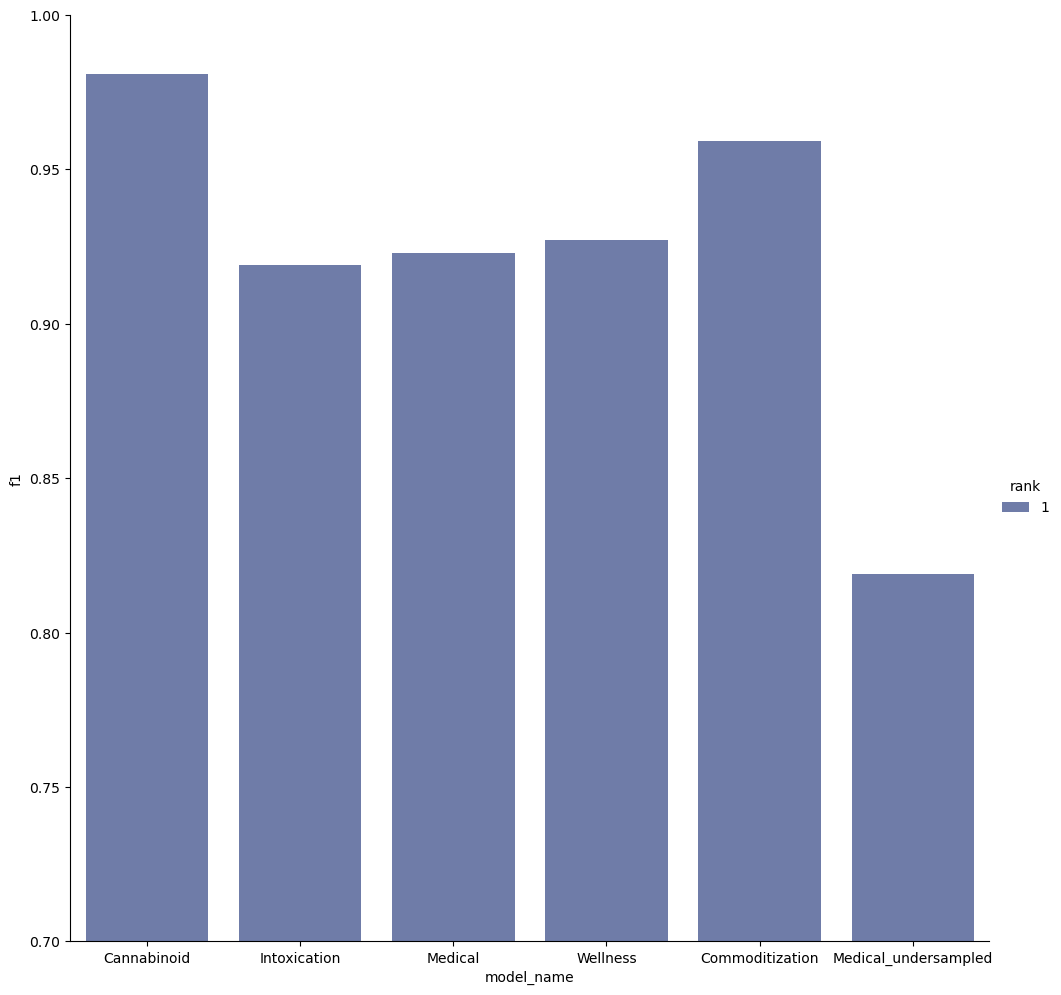 1.00
0.95
0.90
0.85
0.80
0.75
0.70
f1
Cannabinoid
Intoxication
Medical
Wellness
Commoditization
Medical_undersampled
model_name
rank
1